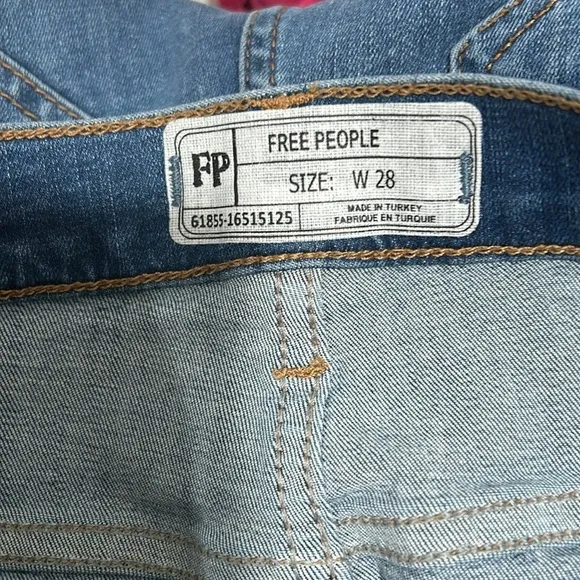 FP
FREE PEOPLE
SIZE: W 28
61855-16515125
MADE IN TURKEY
FABRIQUE EN TURQUIE